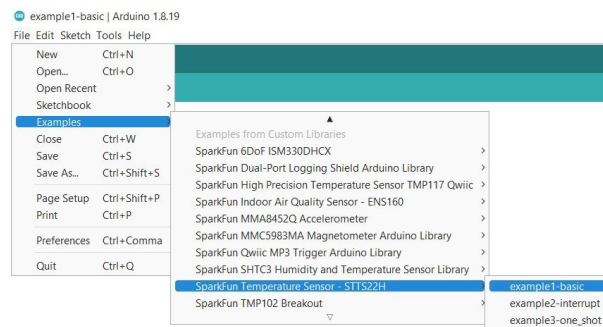 example1-basic | Arduino 1.8.19
File Edit Sketch Tools Help
New Ctrl+N
Open... Ctrl+O
Open Recent >
Sketchbook >
Examples
Close Ctrl+W
Save Ctrl+S
Save As... Ctrl+Shift+S
Page Setup Ctrl+Shift+P
Print Ctrl+P
Preferences Ctrl+Comma
Quit Ctrl+Q
Examples from Custom Libraries
SparkFun 6DoF ISM330DHCX >
SparkFun Dual-Port Logging Shield Arduino Library >
SparkFun High Precision Temperature Sensor TMP117 Qwiic >
SparkFun Indoor Air Quality Sensor - ENS160 >
SparkFun MMA8452Q Accelerometer >
SparkFun MMC5983MA Magnetometer Arduino Library >
SparkFun Qwiic MP3 Trigger Arduino Library >
SparkFun SHTC3 Humidity and Temperature Sensor Library >
SparkFun Temperature Sensor - STTS22H >
SparkFun TMP102 Breakout >
example1-basic
example2-interrupt
example3-one_shot